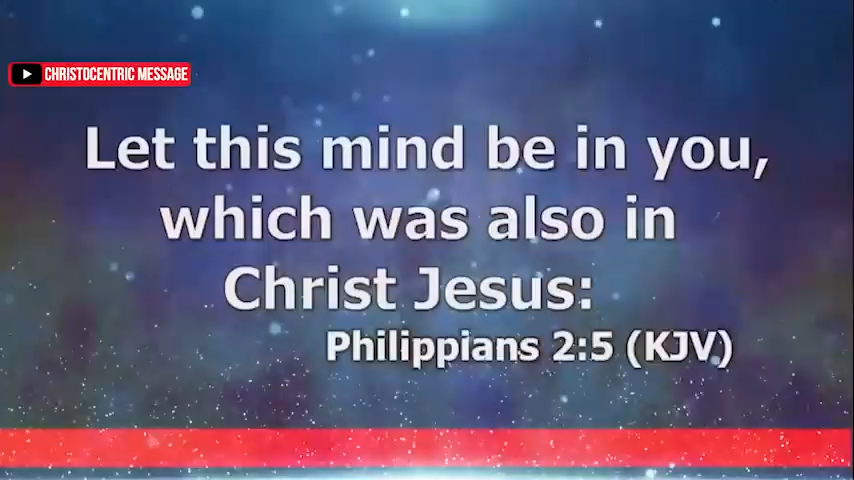 CHRISTOCENTRIC MESSAGE
Let this mind be in you,
which was also in
Christ Jesus:
Philippians 2:5 (KJV)